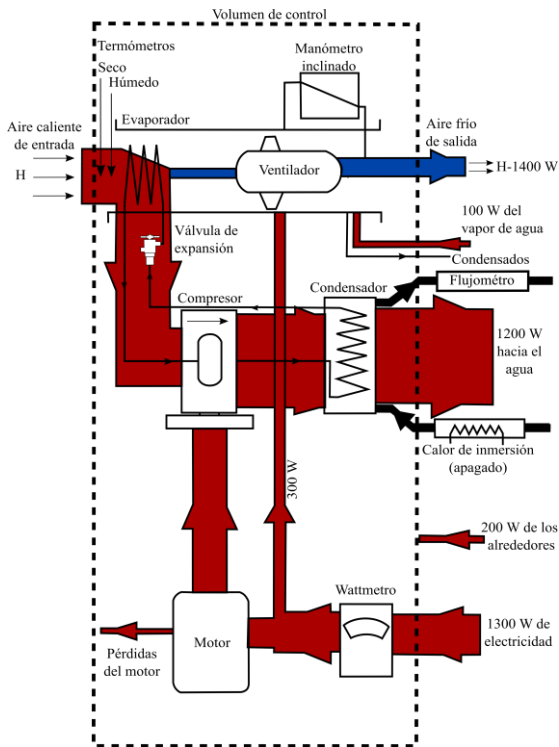 Volumen de control
Termómetros
Seco
Húmedo
Manómetro
inclinado
Evaporador
Aire caliente
de entrada
H
Ventilador
Aire frío
de salida
H-1400 W
Válvula de
expansión
100 W del
vapor de agua
Condensados
Compresor
Condensador
Flujométro
1200 W
hacia el
agua
Calor de inmersión
(apagado)
300 W
200 W de los
alrededores
Wattmetro
Motor
Pérdidas
del motor
1300 W de
electricidad